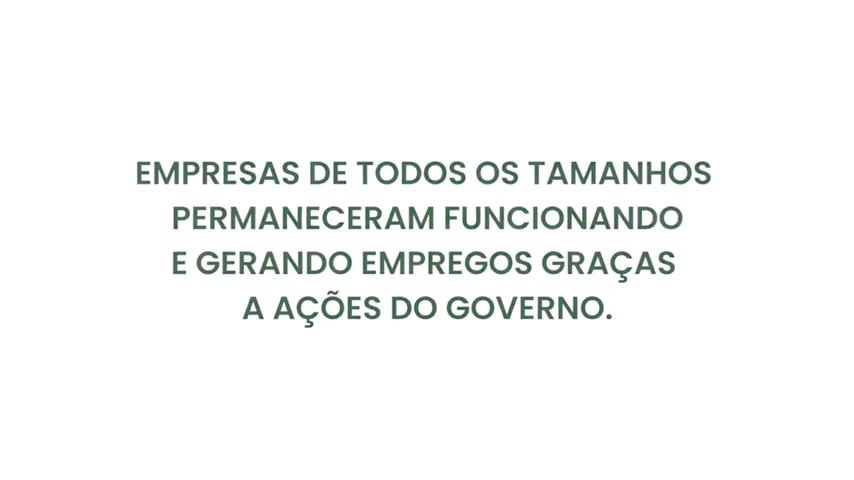 EMPRESAS DE TODOS OS TAMANHOS
PERMANECERAM FUNCIONANDO
E GERANDO EMPREGOS GRAÇAS
A AÇÕES DO GOVERNO.